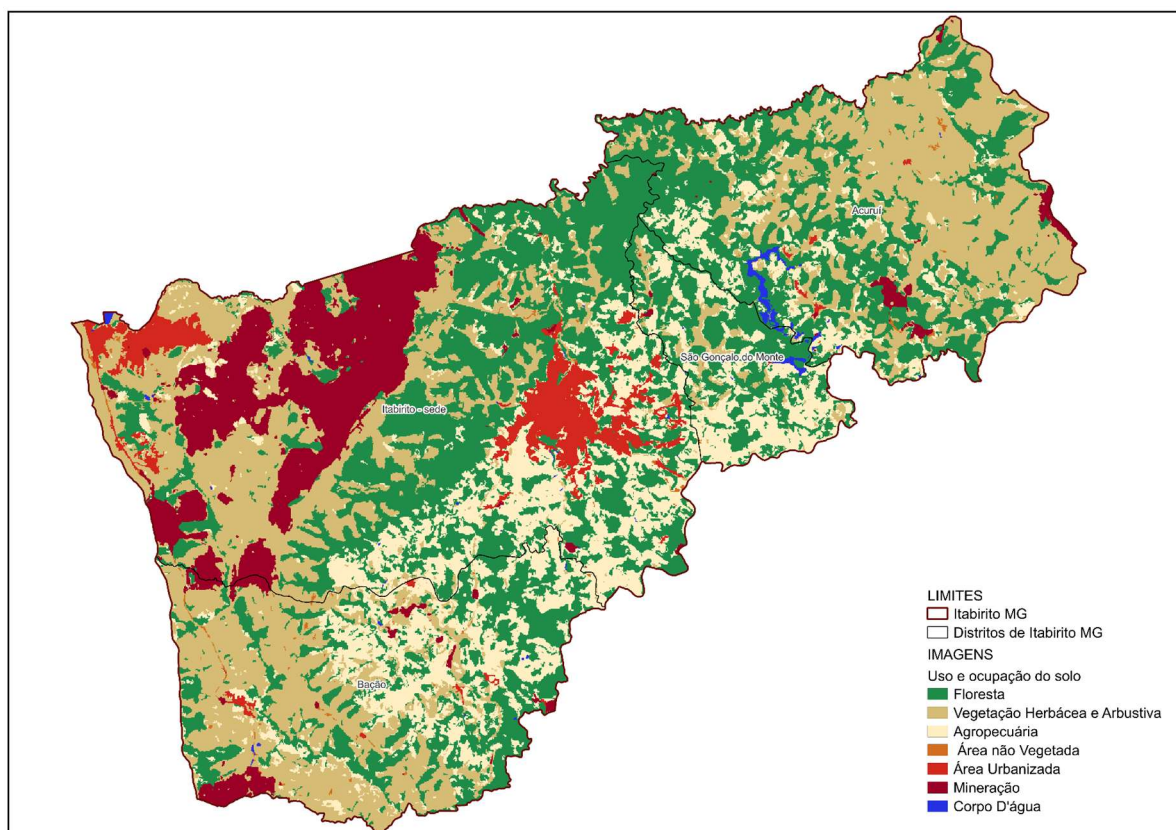 Acuruí
São Gonçalo do Monte
Itabirito - sede
Bação
LIMITES
Itabirito MG
Distritos de Itabirito MG
IMAGENS
Uso e ocupação do solo
Floresta
Vegetação Herbácea e Arbustiva
Agropecuária
Área não Vegetada
Área Urbanizada
Mineração
Corpo D'água